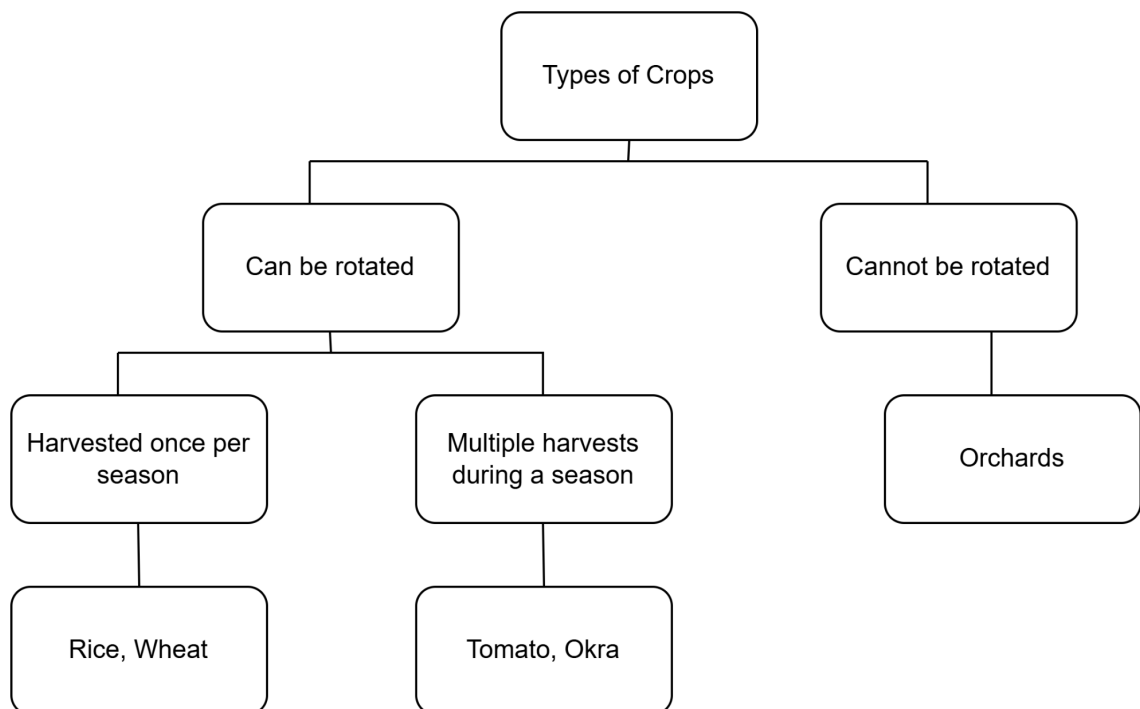 Types of Crops
Can be rotated
Cannot be rotated
Harvested once per
season
Multiple harvests
during a season
Orchards
Rice, Wheat
Tomato, Okra